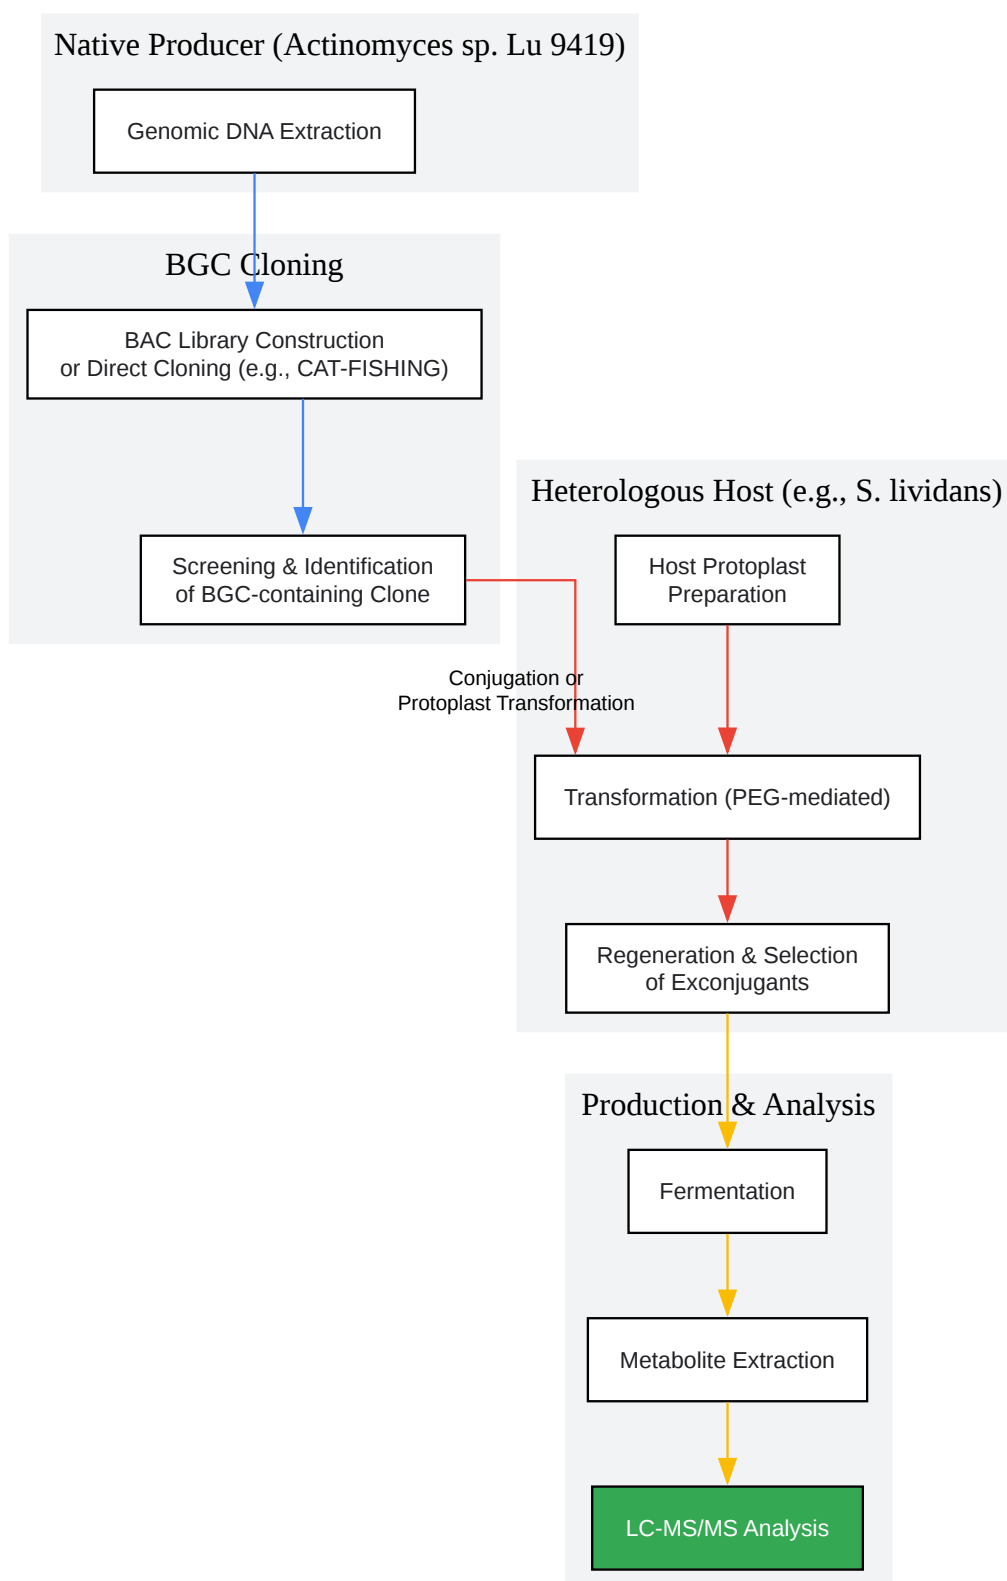 Native Producer (Actinomyces sp. Lu 9419)
Genomic DNA Extraction
BGC Cloning
BAC Library Construction
or Direct Cloning (e.g., CAT-FISHING)
Screening & Identification
of BGC-containing Clone
Heterologous Host (e.g., S. lividans)
Host Protoplast
Preparation
Conjugation or
Protoplast Transformation
Transformation (PEG-mediated)
Regeneration & Selection
of Exconjugants
Production & Analysis
Fermentation
Metabolite Extraction
LC-MS/MS Analysis